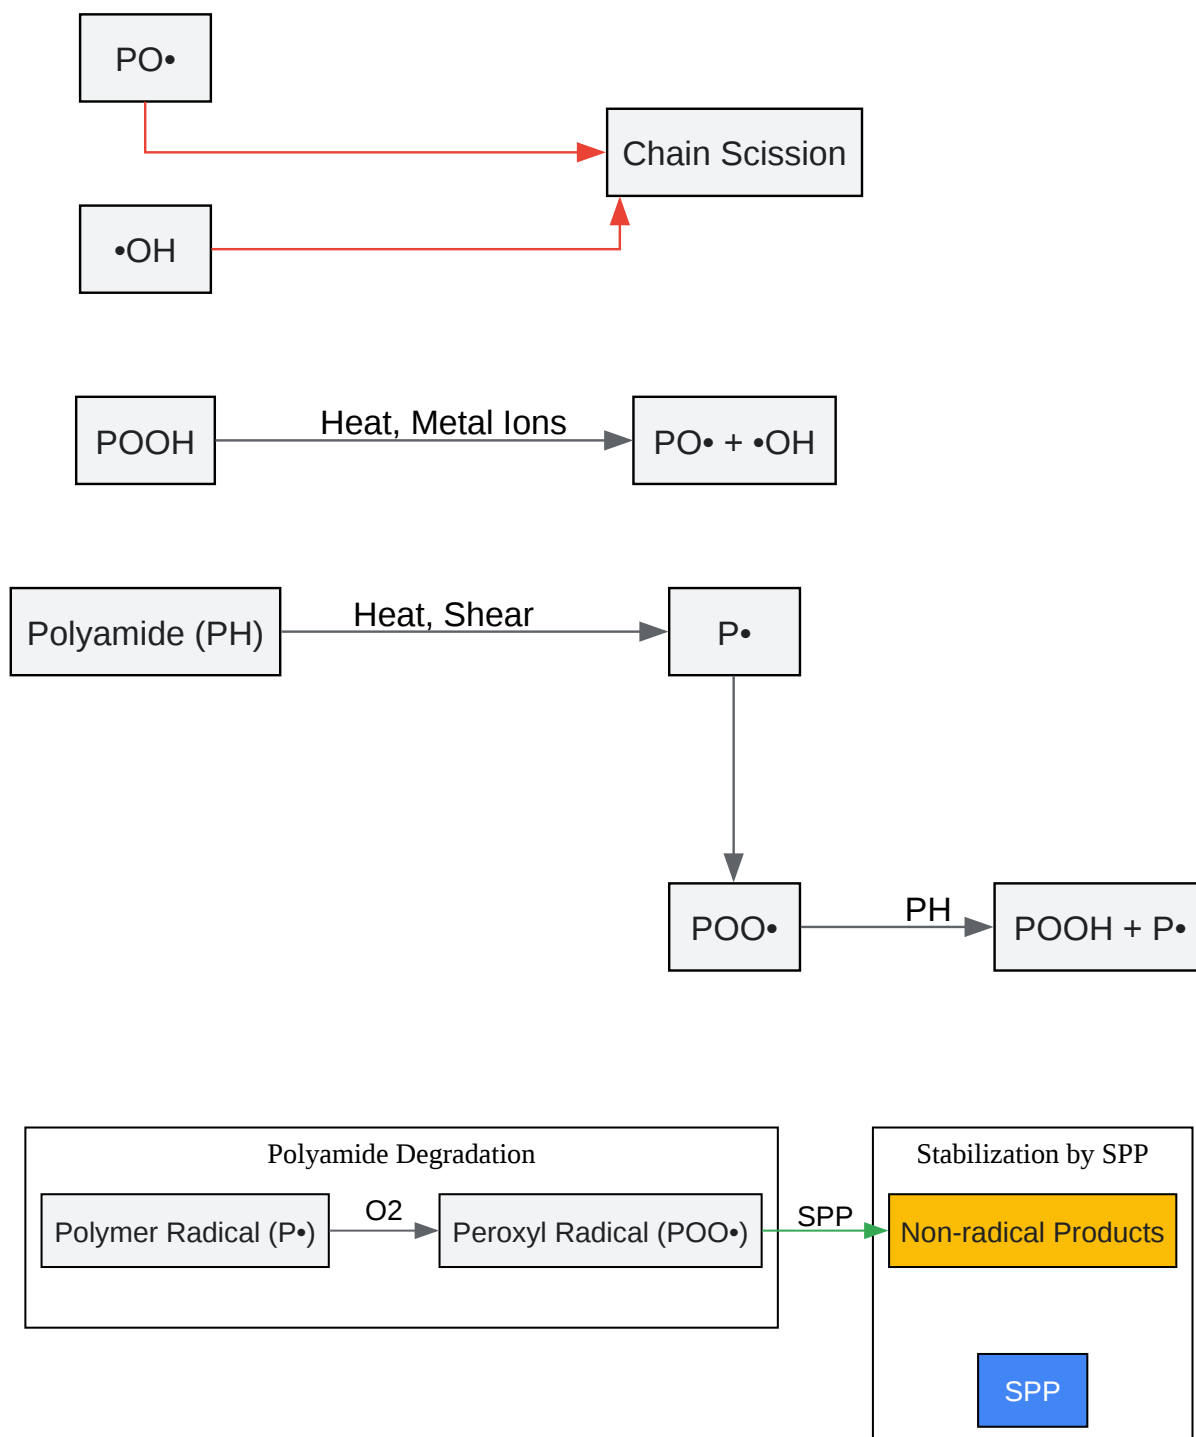 PO•
Chain Scission
•OH
POOH
Heat, Metal Ions
PO• + •OH
Polyamide (PH)
Heat, Shear
P•
POO•
PH
POOH + P•
Polyamide Degradation
Polymer Radical (P•)
O2
Peroxyl Radical (POO•)
SPP
Stabilization by SPP
Non-radical Products
SPP